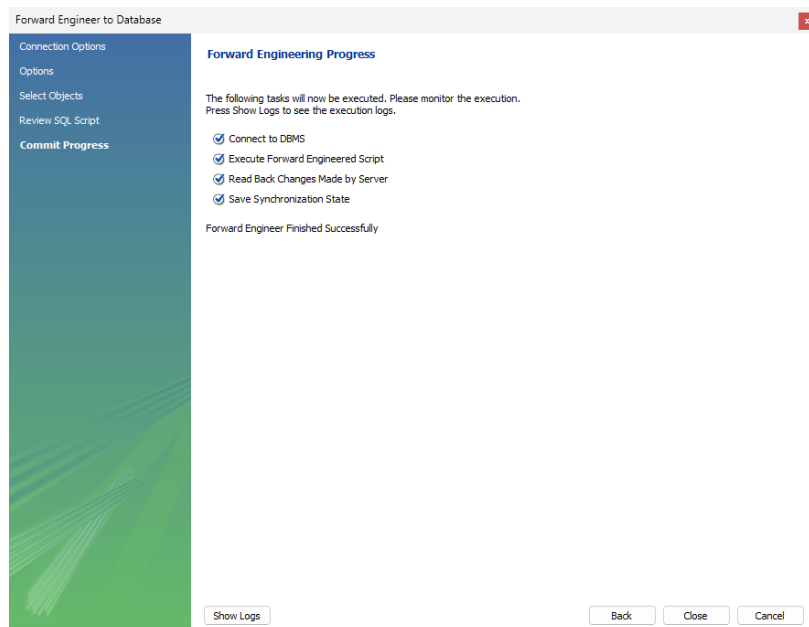 Forward Engineer to Database
Connection Options
Options
Select Objects
Review SQL Script
Commit Progress
Forward Engineering Progress
The following tasks will now be executed. Please monitor the execution.
Press Show Logs to see the execution logs.
Connect to DBMS
Execute Forward Engineered Script
Read Back Changes Made by Server
Save Synchronization State
Forward Engineer Finished Successfully
Show Logs
Back
Close
Cancel